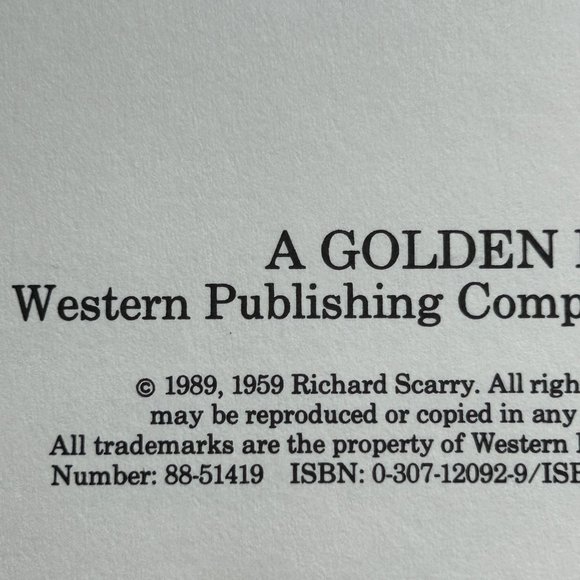 A GOLDEN
Western Publishing Comp
© 1989, 1959 Richard Scarry. All righ
may be reproduced or copied in any
All trademarks are the property of Western
Number: 88-51419 ISBN: 0-307-12092-9/ISB